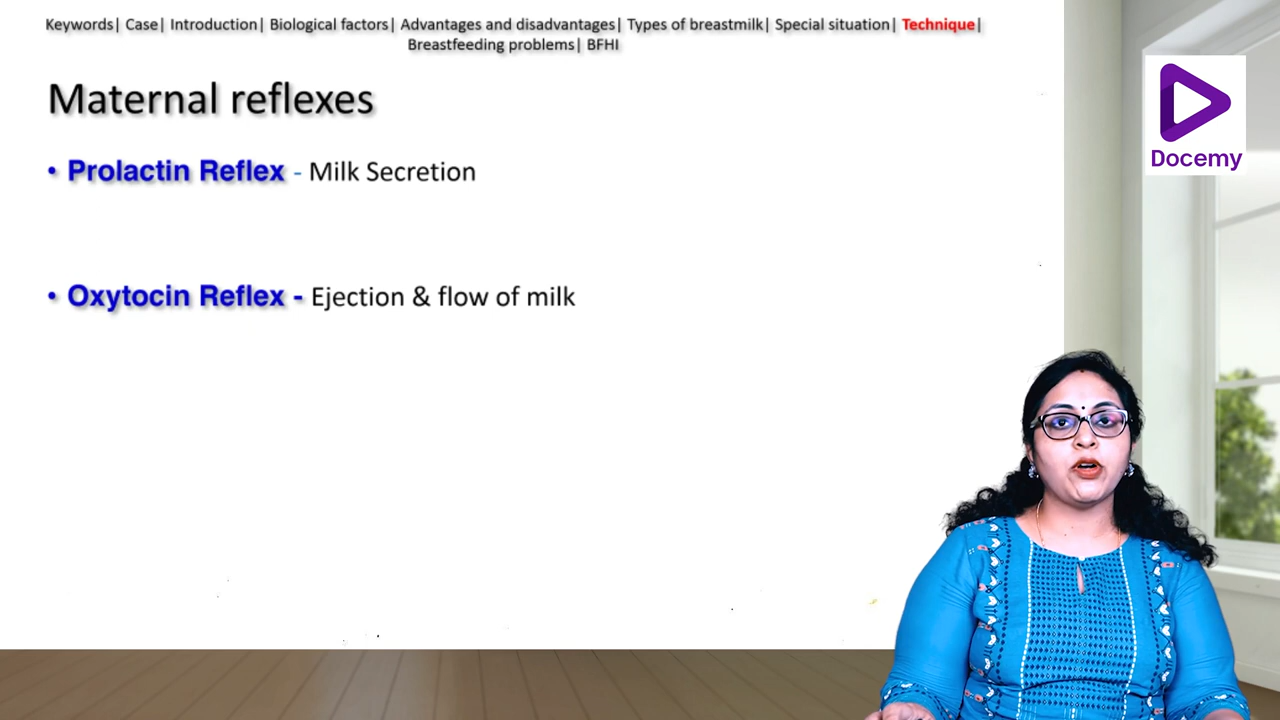 Keywords| Case| Introduction| Biological factors| Advantages and disadvantages| Types of breastmilk| Special situation| Technique|
Breastfeeding problems| BFHI
Maternal reflexes
• Prolactin Reflex - Milk Secretion
• Oxytocin Reflex - Ejection & flow of milk
Docemy